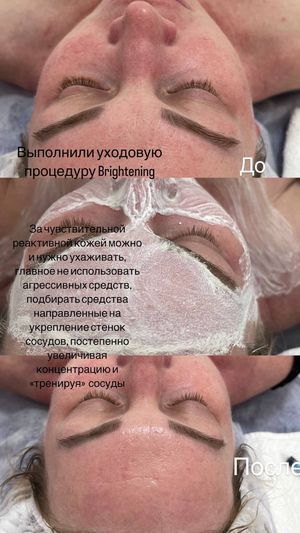 Выполнили уходовую
процедуру Brightening
До
За чувствительной
реактивной кожей можно
и нужно ухаживать,
главное не использовать
агрессивных средств,
подбирать средства
направленные на
укрепление стенок
сосудов, постепенно
увеличивая
концентрацию и
«тренируя» сосуды
После